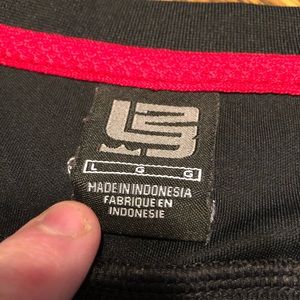 L G G
MADE IN INDONESIA
FABRIQUE EN
INDONESIE